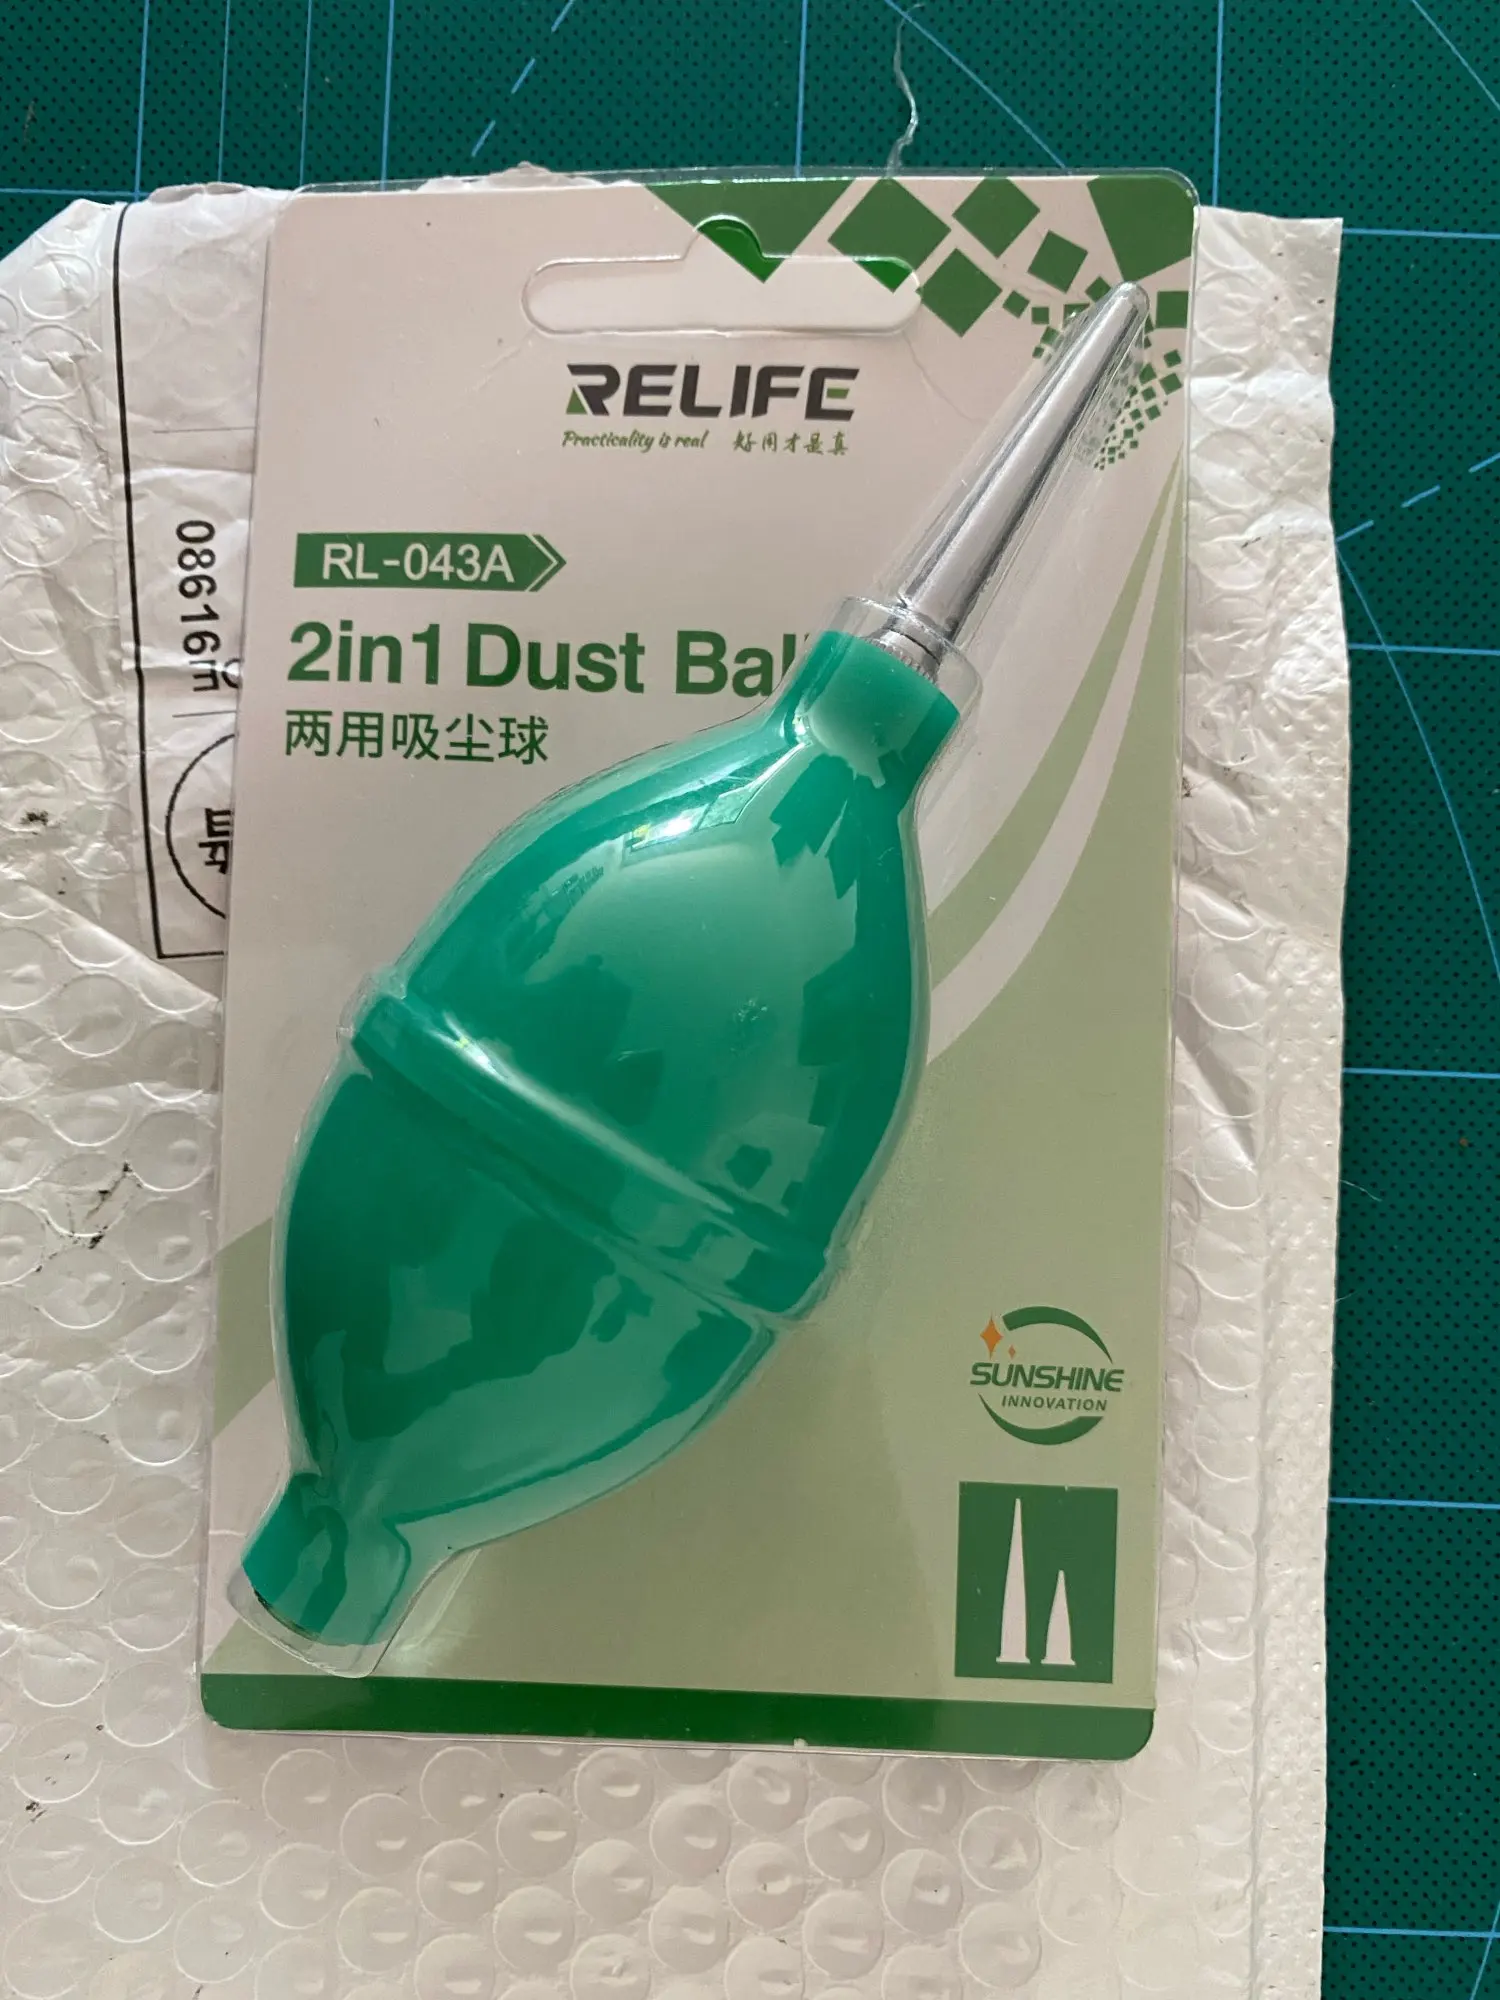 RELIFE
Practicality is real 好用才是真
RL-043A
2in1 Dust Bal
两用吸尘球
08616m
SUNSHINE
INNOVATION